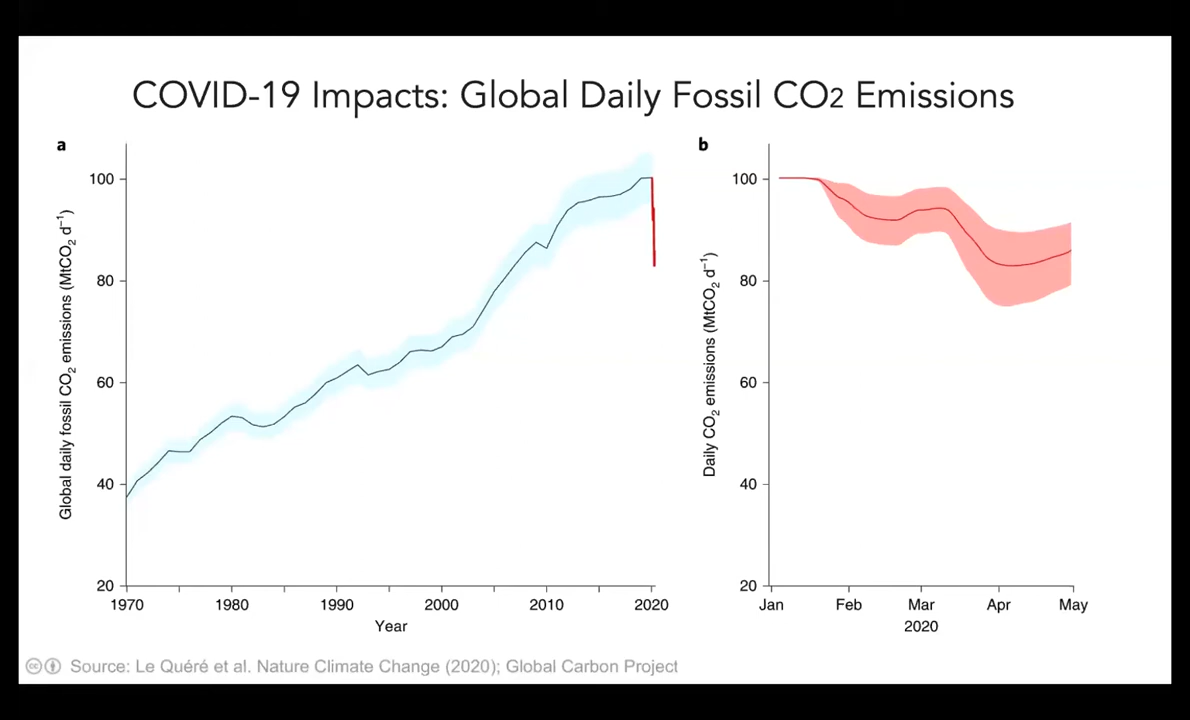 COVID-19 Impacts: Global Daily Fossil CO2 Emissions
a
Global daily fossil CO₂ emissions (MtCO₂ d⁻¹)
100
80
60
40
20
1970
1980
1990
2000
2010
2020
Year
b
Daily CO₂ emissions (MtCO₂ d⁻¹)
100
80
60
40
20
Jan
Feb
Mar
Apr
May
2020
cc Source: Le Quéré et al. Nature Climate Change (2020); Global Carbon Project